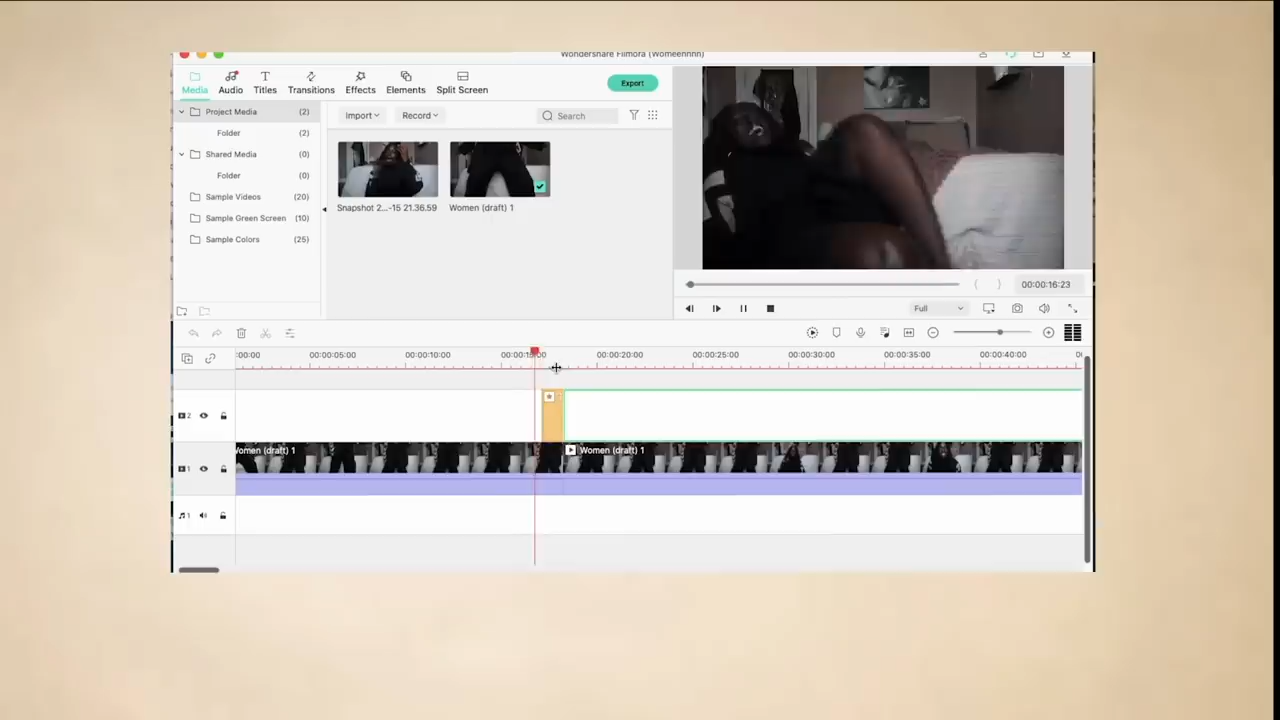 Wondershare Filmora (Womeennnn)
Media Audio Titles Transitions Effects Elements Split Screen Export
Project Media (2)
Folder (2)
Shared Media (0)
Folder (0)
Sample Videos (20)
Sample Green Screen (10)
Sample Colors (25)
Import Record Search
Snapshot 2...-15 21.36.59 Women (draft) 1
00:00:16:23
Full
:00:00 00:00:05:00 00:00:10:00 00:00:15:00 00:00:20:00 00:00:25:00 00:00:30:00 00:00:35:00 00:00:40:00
2
Women (draft) 1 Women (draft) 1
1
1